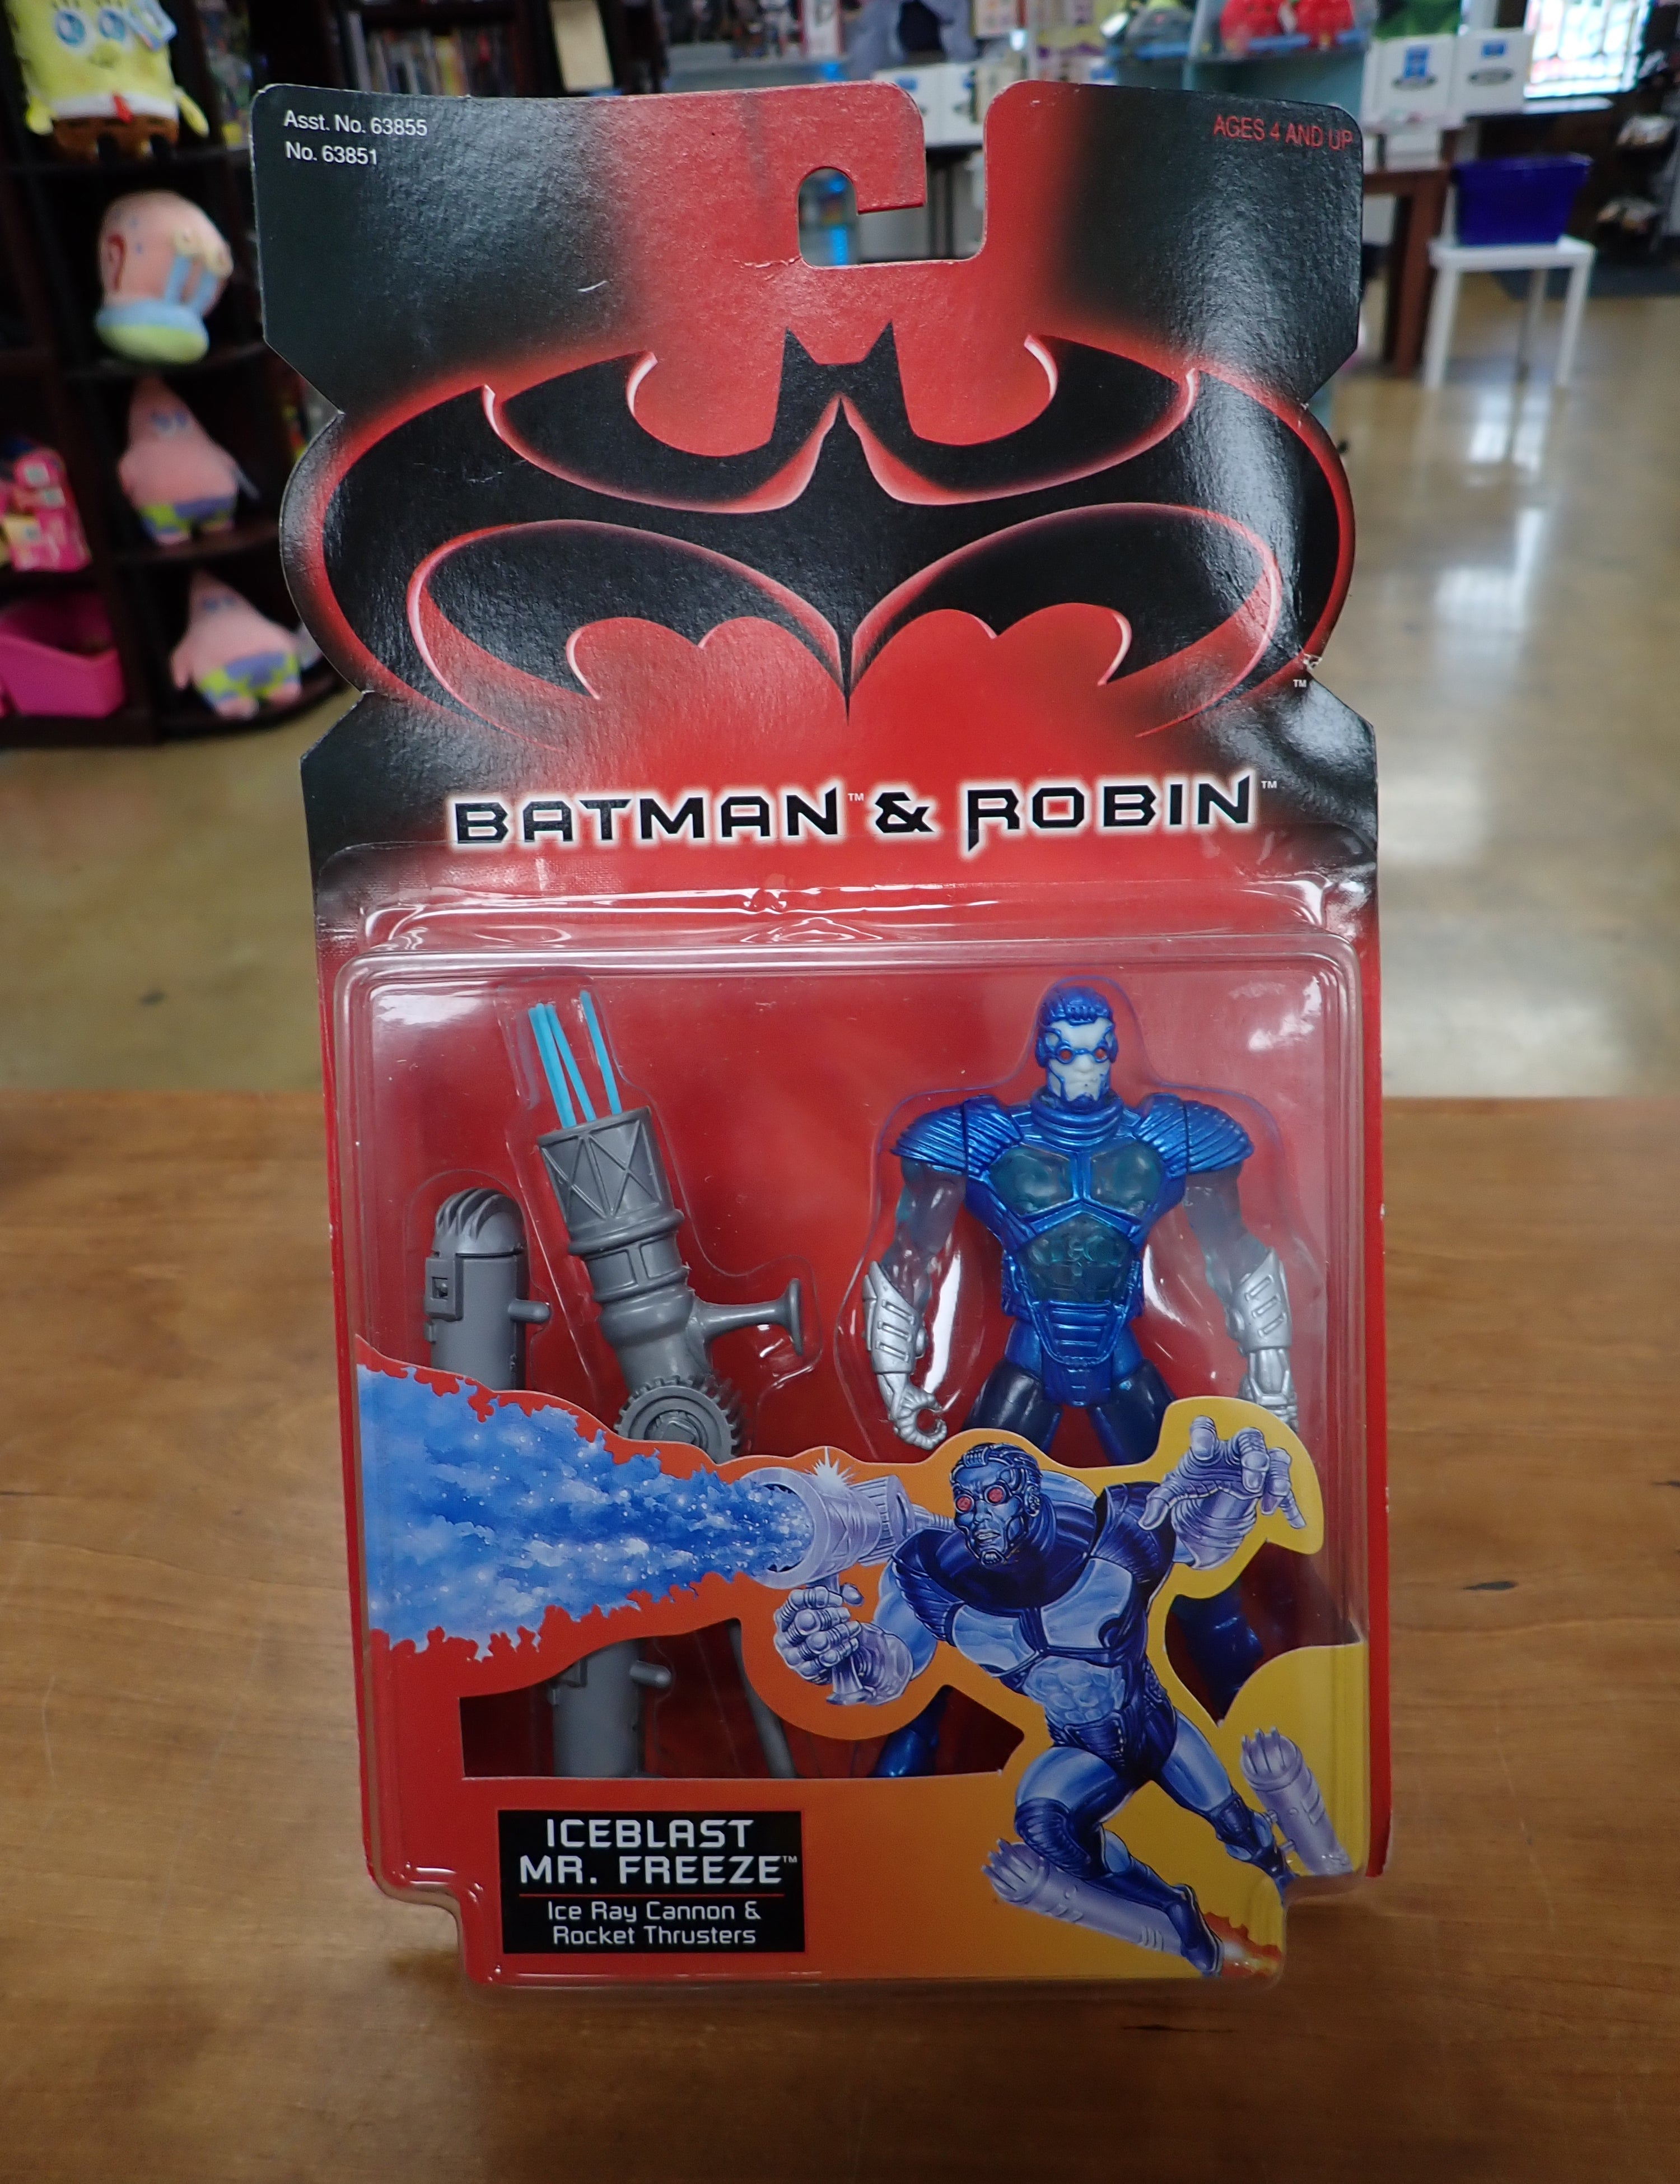 Asst. No. 63855
No. 63851
AGES 4 AND UP
TM
BATMAN™ & ROBIN™
ICEBLAST
MR. FREEZE™
Ice Ray Cannon &
Rocket Thrusters